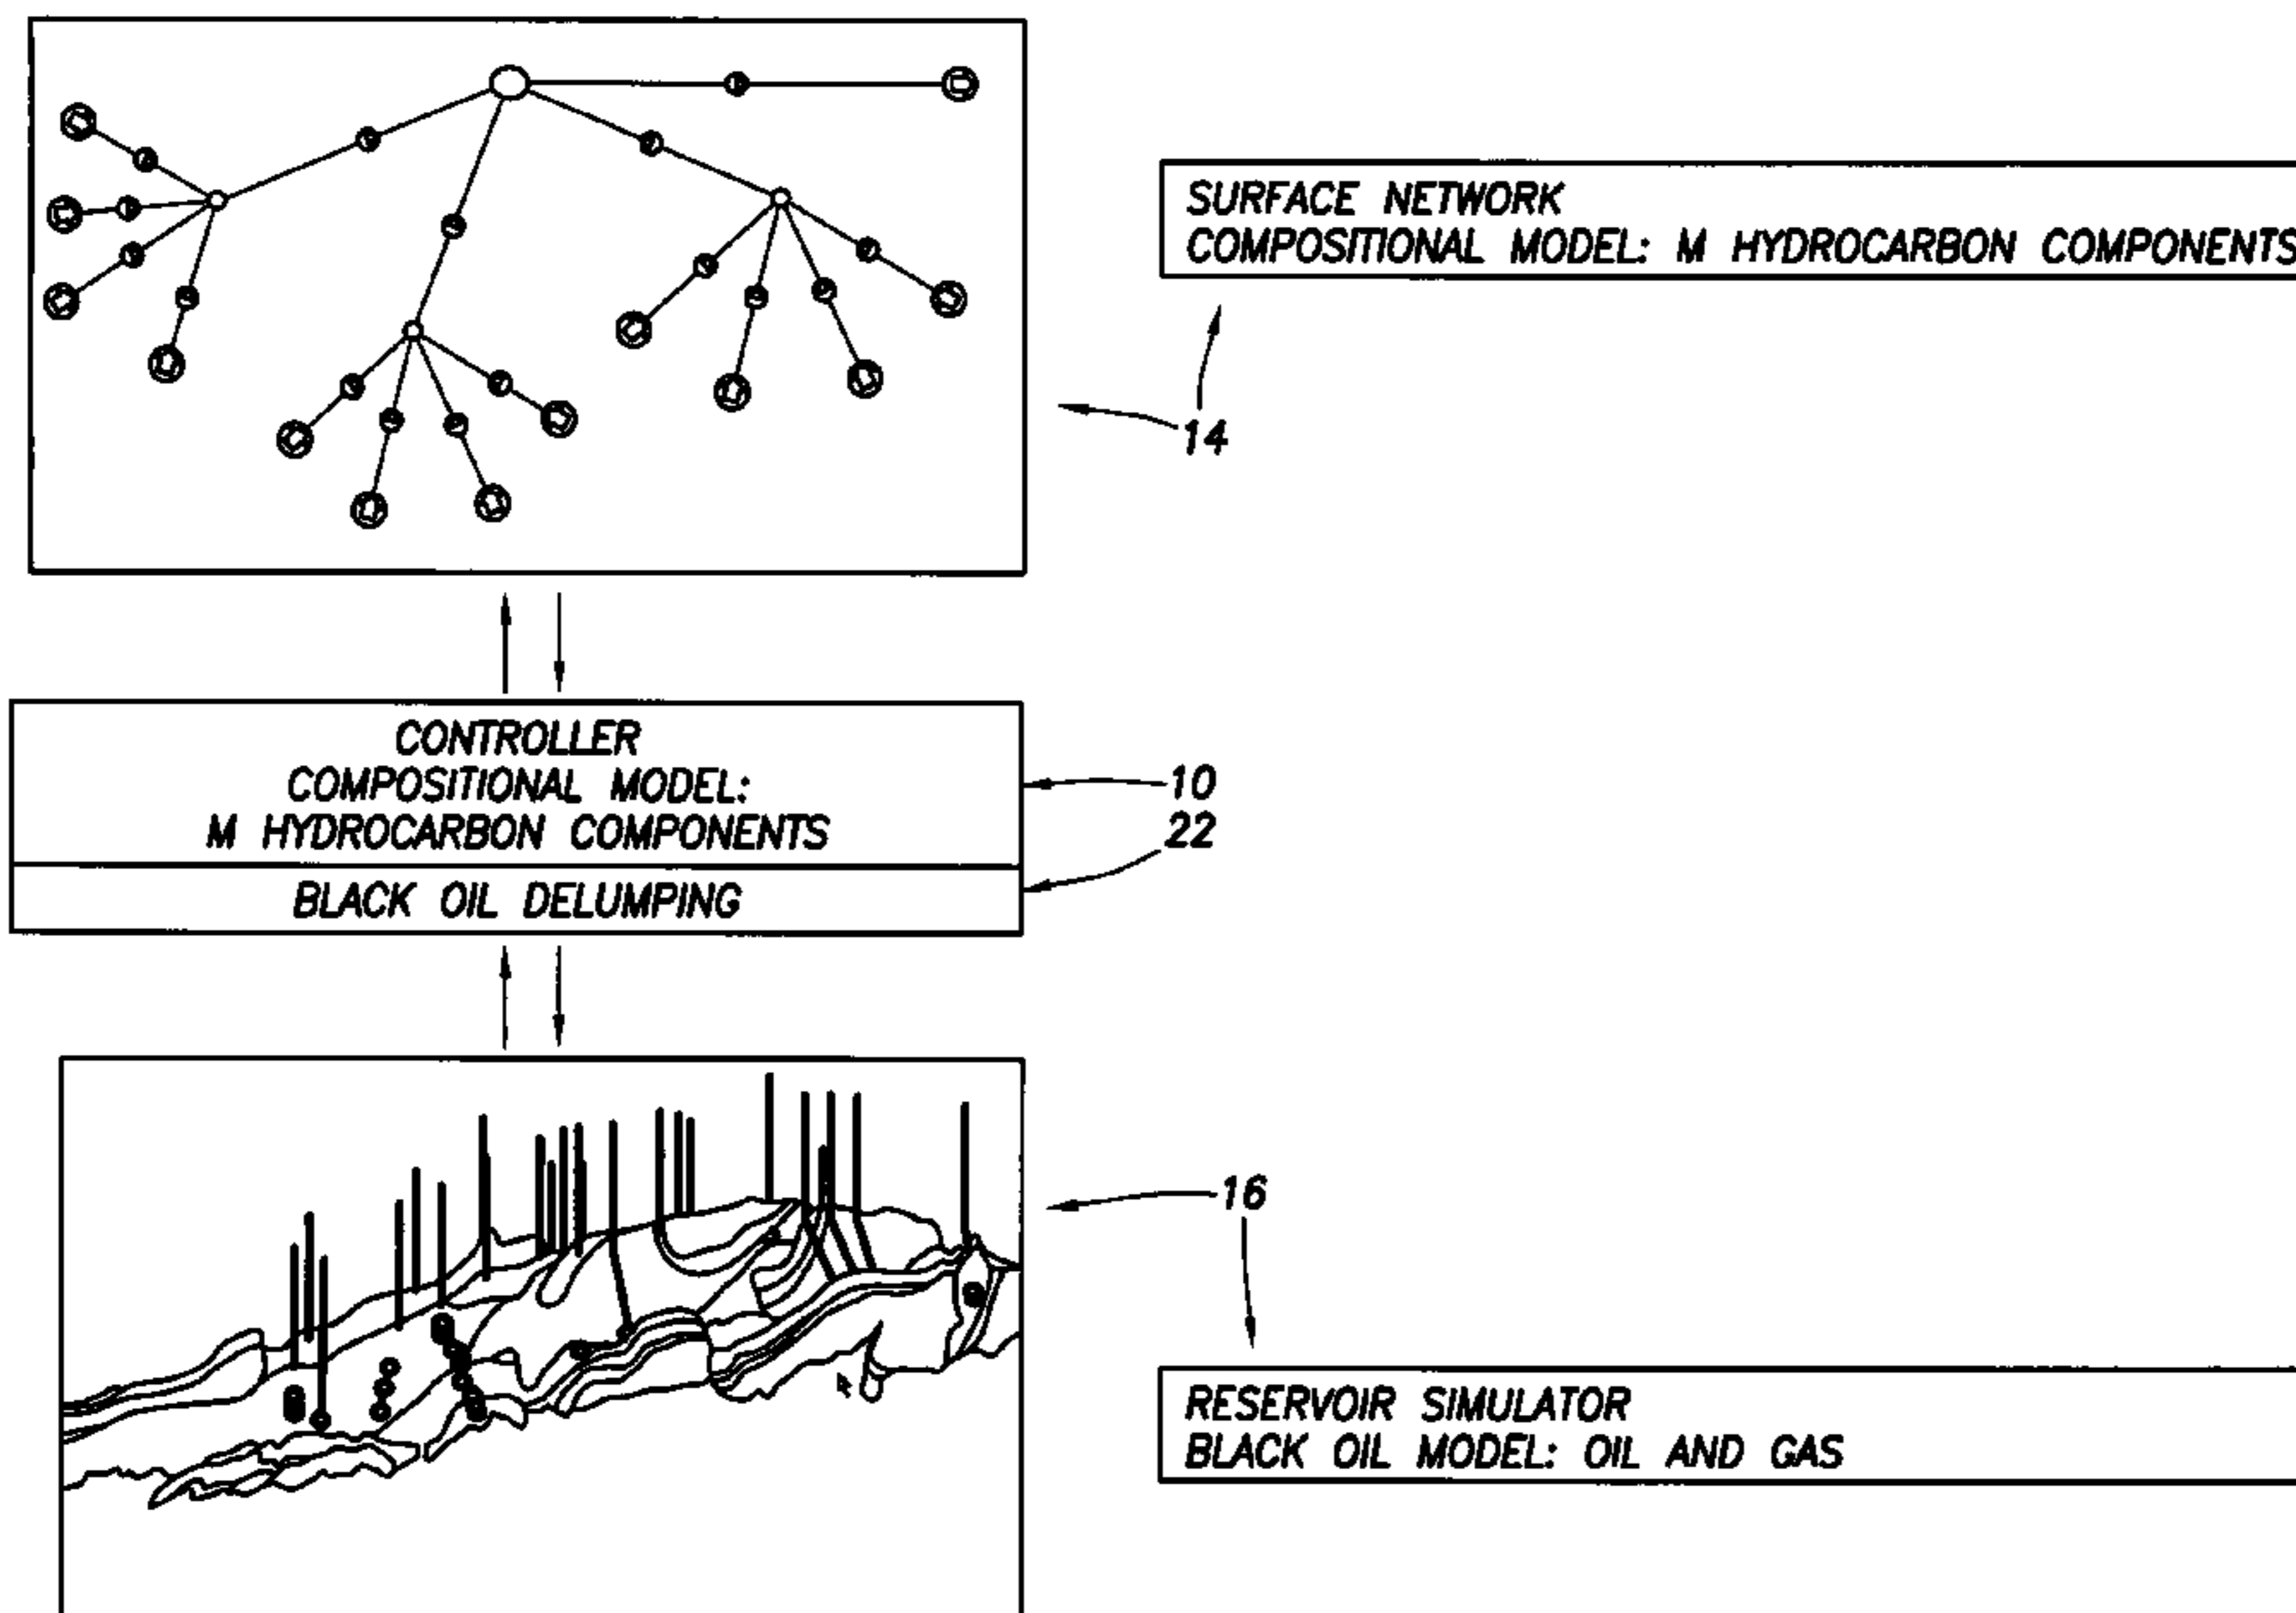 SURFACE NETWORK
COMPOSITIONAL MODEL: M HYDROCARBON COMPONENTS
14
CONTROLLER
COMPOSITIONAL MODEL:
M HYDROCARBON COMPONENTS
10
22
BLACK OIL DELUMPING
16
RESERVOIR SIMULATOR
BLACK OIL MODEL: OIL AND GAS